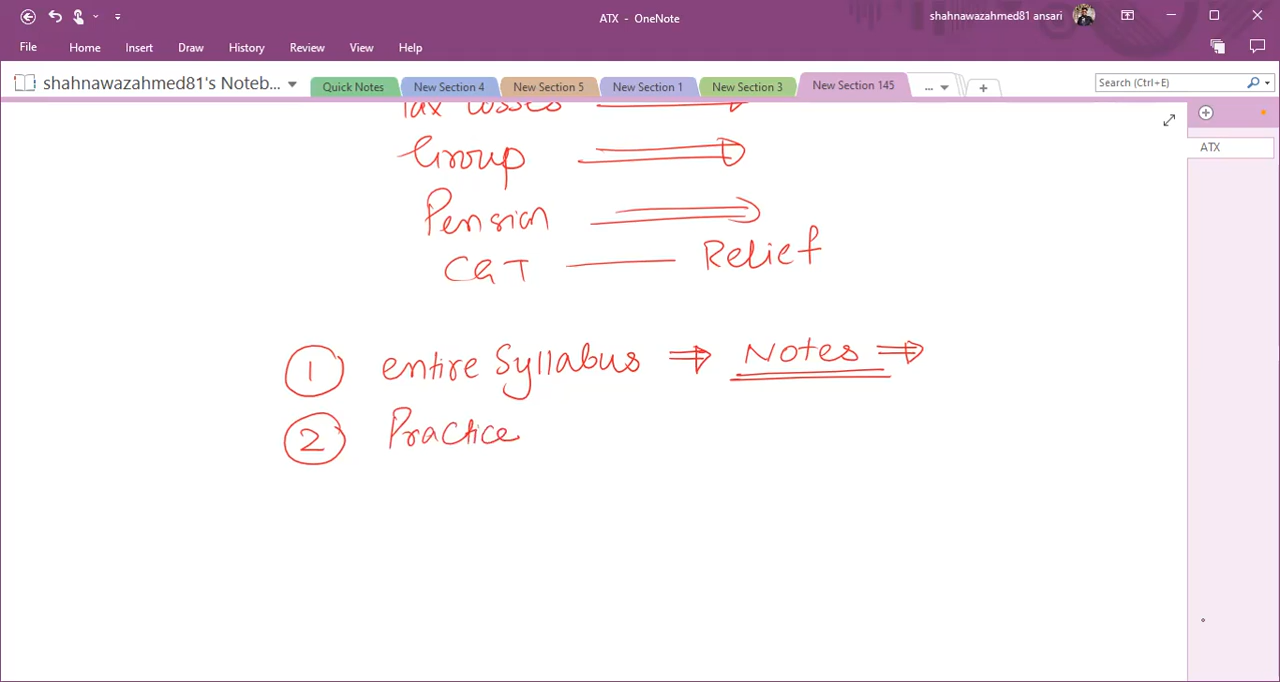 ATX - OneNote
shahnawazahmed81 ansari
File Home Insert Draw History Review View Help
shahnawazahmed81's Noteb... Quick Notes New Section 4 New Section 5 New Section 1 New Section 3 New Section 145 ... + Search (Ctrl+E)
ATX
Tax Losses
Group
Pension
CGT Relief
1 entire Syllabus ⇒ Notes ⇒
2 Practice